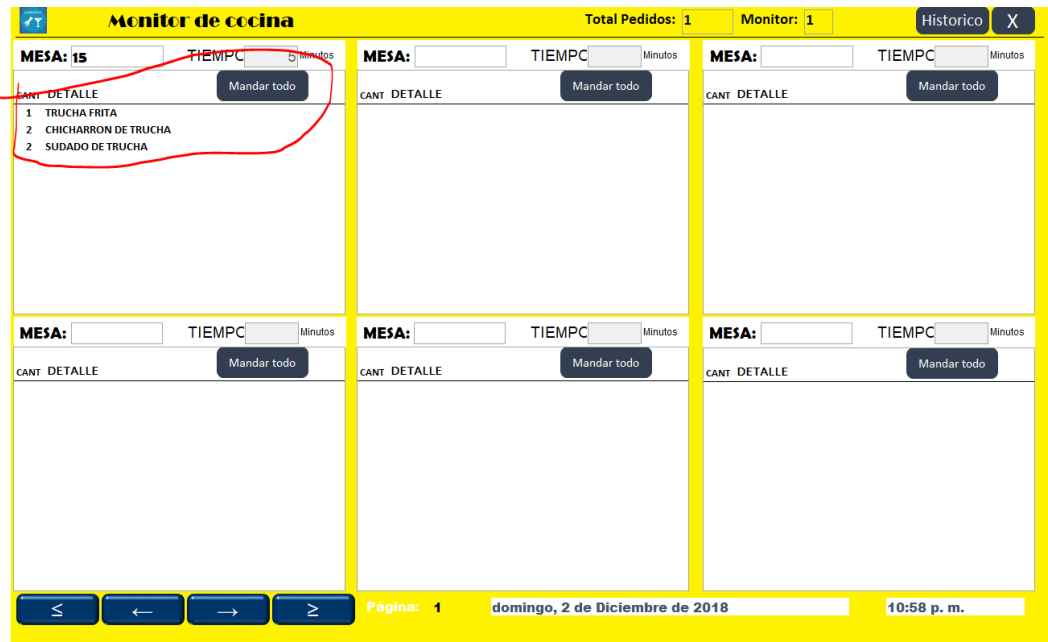 Monitor de cocina Total Pedidos: 1 Monitor: 1 Historico X
MESA: 15 TIEMPO 5 Minutos MESA: TIEMPO Minutos MESA: TIEMPO Minutos
CANT DETALLE Mandar todo CANT DETALLE Mandar todo CANT DETALLE Mandar todo
1 TRUCHA FRITA
2 CHICHARRON DE TRUCHA
2 SUDADO DE TRUCHA
MESA: TIEMPO Minutos MESA: TIEMPO Minutos MESA: TIEMPO Minutos
CANT DETALLE Mandar todo CANT DETALLE Mandar todo CANT DETALLE Mandar todo
≤ ← → ≥ Página: 1 domingo, 2 de Diciembre de 2018 10:58 p. m.